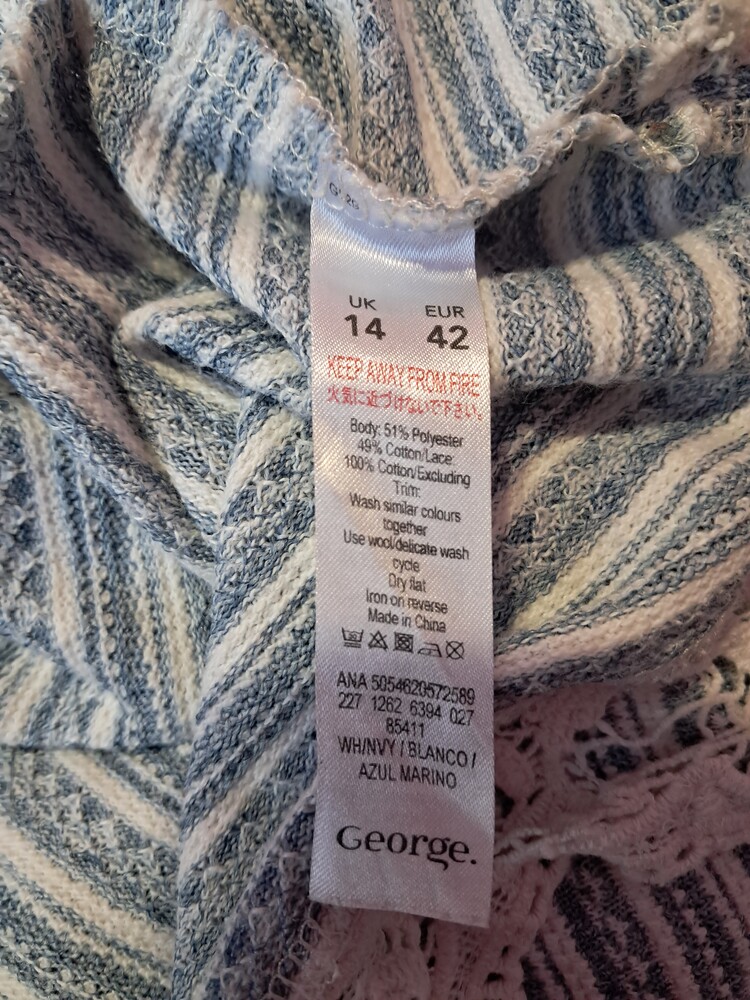 UK EUR
14 42
KEEP AWAY FROM FIRE
火気に近づけないで下さい。
Body: 51% Polyester
49% Cotton/Lace:
100% Cotton/Excluding
Trim:
Wash similar colours
together
Use wool/delicate wash
cycle
Dry flat
Iron on reverse
Made in China
ANA 5054620572589
227 1262 6394 027
85411
WH/NVY / BLANCO /
AZUL MARINO
George.